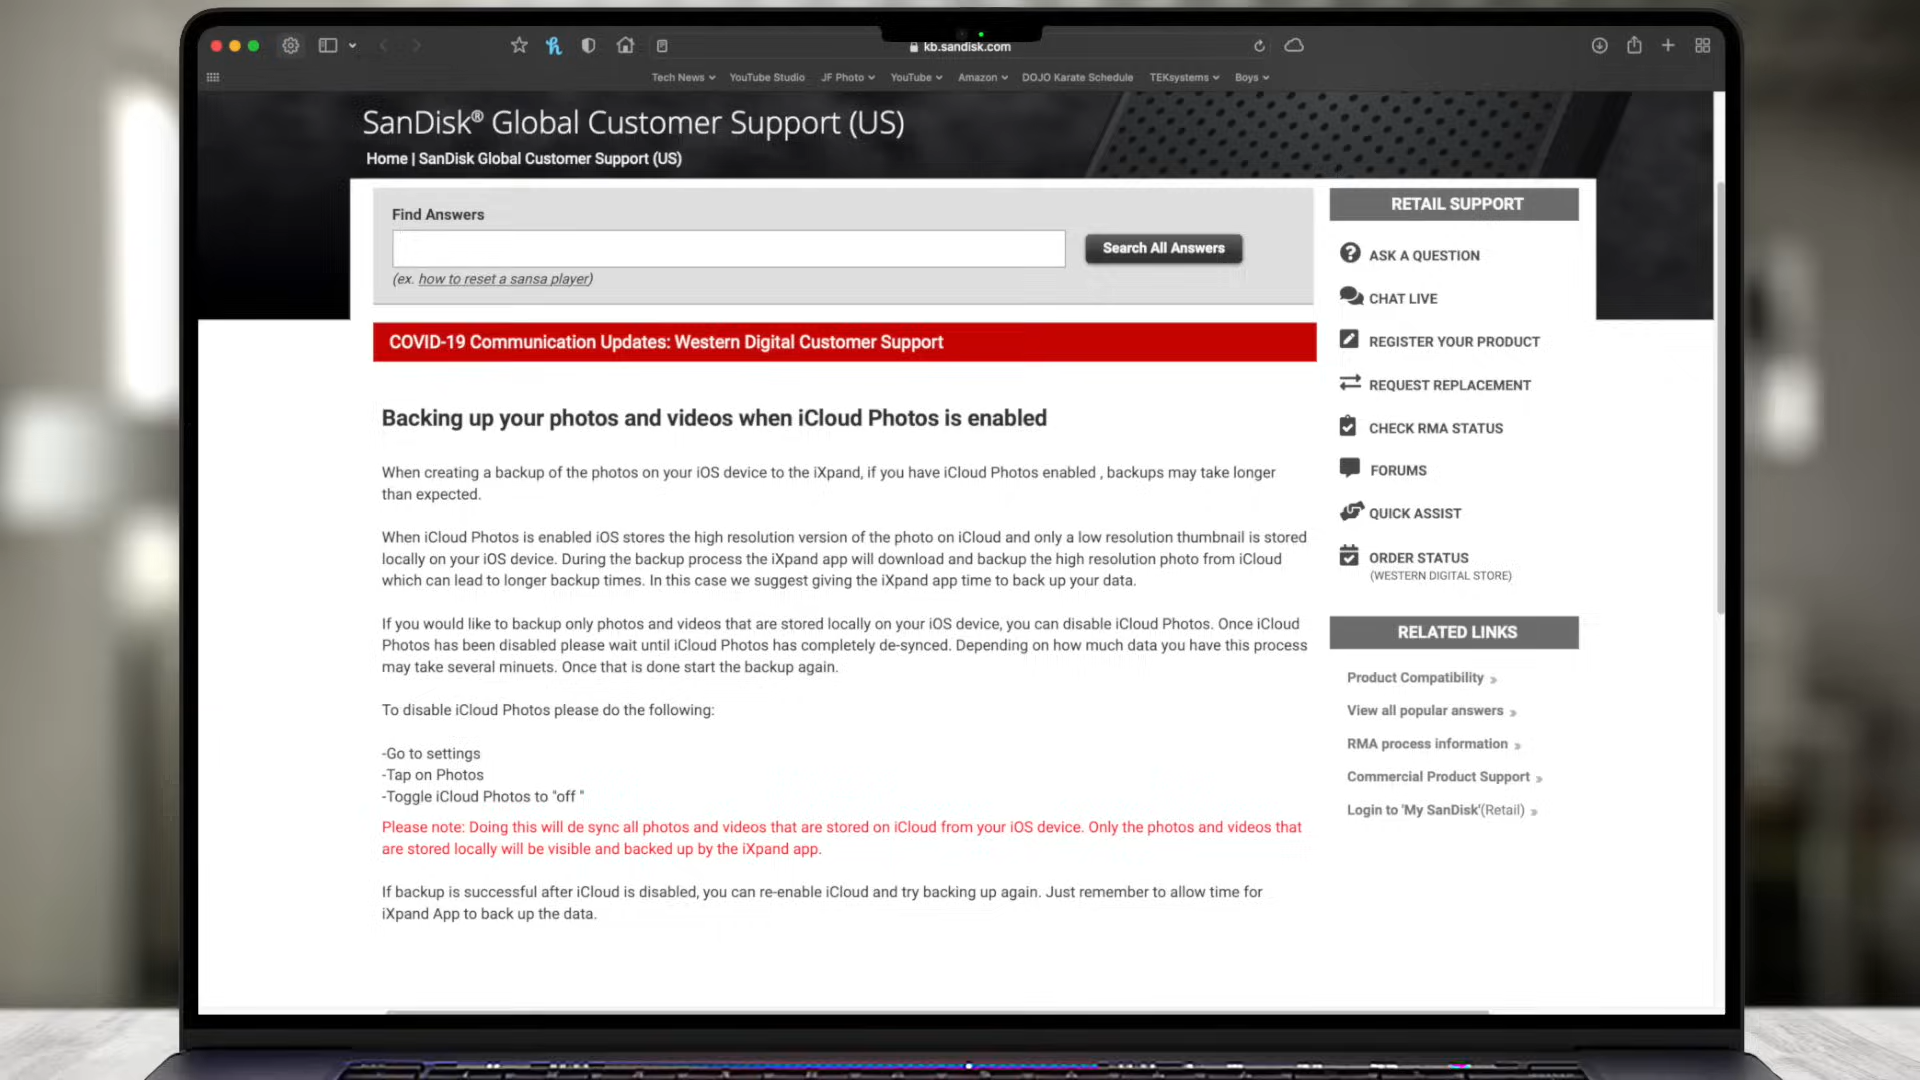 kb.sandisk.com
Tech News
YouTube Studio
JF Photo
YouTube
Amazon
DOJO Karate Schedule
TEKsystems
Boys
SanDisk® Global Customer Support (US)
Home | SanDisk Global Customer Support (US)
Find Answers
Search All Answers
(ex. how to reset a sansa player)
COVID-19 Communication Updates: Western Digital Customer Support
Backing up your photos and videos when iCloud Photos is enabled
When creating a backup of the photos on your iOS device to the iXpand, if you have iCloud Photos enabled , backups may take longer
than expected.
When iCloud Photos is enabled iOS stores the high resolution version of the photo on iCloud and only a low resolution thumbnail is stored
locally on your iOS device. During the backup process the iXpand app will download and backup the high resolution photo from iCloud
which can lead to longer backup times. In this case we suggest giving the iXpand app time to back up your data.
If you would like to backup only photos and videos that are stored locally on your iOS device, you can disable iCloud Photos. Once iCloud
Photos has been disabled please wait until iCloud Photos has completely de-synced. Depending on how much data you have this process
may take several minuets. Once that is done start the backup again.
To disable iCloud Photos please do the following:
-Go to settings
-Tap on Photos
-Toggle iCloud Photos to "off "
Please note: Doing this will de sync all photos and videos that are stored on iCloud from your iOS device. Only the photos and videos that
are stored locally will be visible and backed up by the iXpand app.
If backup is successful after iCloud is disabled, you can re-enable iCloud and try backing up again. Just remember to allow time for
iXpand App to back up the data.
RETAIL SUPPORT
ASK A QUESTION
CHAT LIVE
REGISTER YOUR PRODUCT
REQUEST REPLACEMENT
CHECK RMA STATUS
FORUMS
QUICK ASSIST
ORDER STATUS
(WESTERN DIGITAL STORE)
RELATED LINKS
Product Compatibility »
View all popular answers »
RMA process information »
Commercial Product Support »
Login to 'My SanDisk'(Retail) »